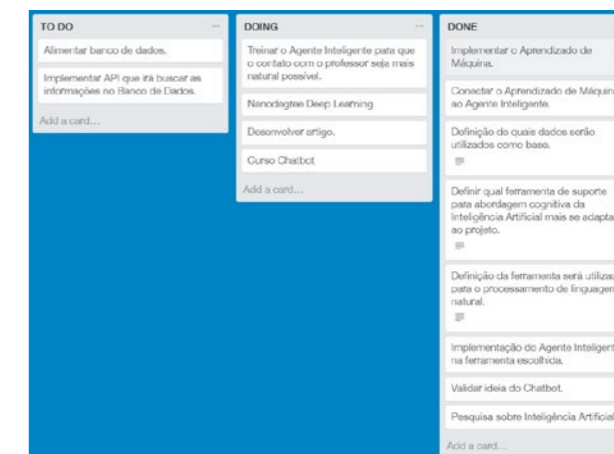 TO DO
Alimentar banco de dados.
Implementar API que irá buscar as
informações no Banco de Dados.
Add a card...
DOING
Treinar o Agente Inteligente para que
o contato com o professor seja mais
natural possível.
Nanodegree Deep Learning
Desenvolver artigo.
Curso Chatbot
Add a card...
DONE
Implementar o Aprendizado de
Máquina.
Conectar o Aprendizado de Máquina
ao Agente Inteligente.
Definição de quais dados serão
utilizados como base.
Definir qual ferramenta de suporte
para abordagem cognitiva da
Inteligência Artificial mais se adapta
ao projeto.
Definição da ferramenta será utiliza
para o processamento de linguagem
natural.
Implementação do Agente Inteligent
na ferramenta escolhida.
Validar ideia do Chatbot.
Pesquisa sobre Inteligência Artificial
Add a card...